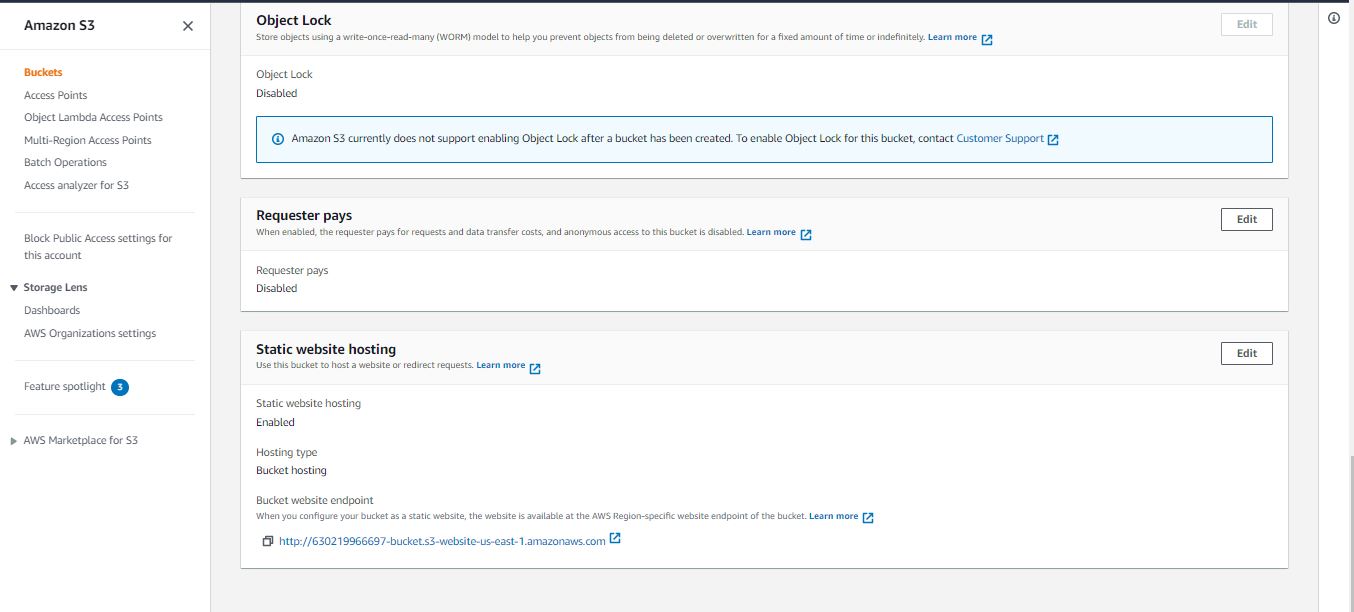 Amazon S3
Buckets
Access Points
Object Lambda Access Points
Multi-Region Access Points
Batch Operations
Access analyzer for S3
Block Public Access settings for
this account
Storage Lens
Dashboards
AWS Organizations settings
Feature spotlight 3
AWS Marketplace for S3
Object Lock
Edit
Store objects using a write-once-read-many (WORM) model to help you prevent objects from being deleted or overwritten for a fixed amount of time or indefinitely. Learn more
Object Lock
Disabled
Amazon S3 currently does not support enabling Object Lock after a bucket has been created. To enable Object Lock for this bucket, contact Customer Support
Requester pays
Edit
When enabled, the requester pays for requests and data transfer costs, and anonymous access to this bucket is disabled. Learn more
Requester pays
Disabled
Static website hosting
Edit
Use this bucket to host a website or redirect requests. Learn more
Static website hosting
Enabled
Hosting type
Bucket hosting
Bucket website endpoint
When you configure your bucket as a static website, the website is available at the AWS Region-specific website endpoint of the bucket. Learn more
http://630219966697-bucket.s3-website-us-east-1.amazonaws.com